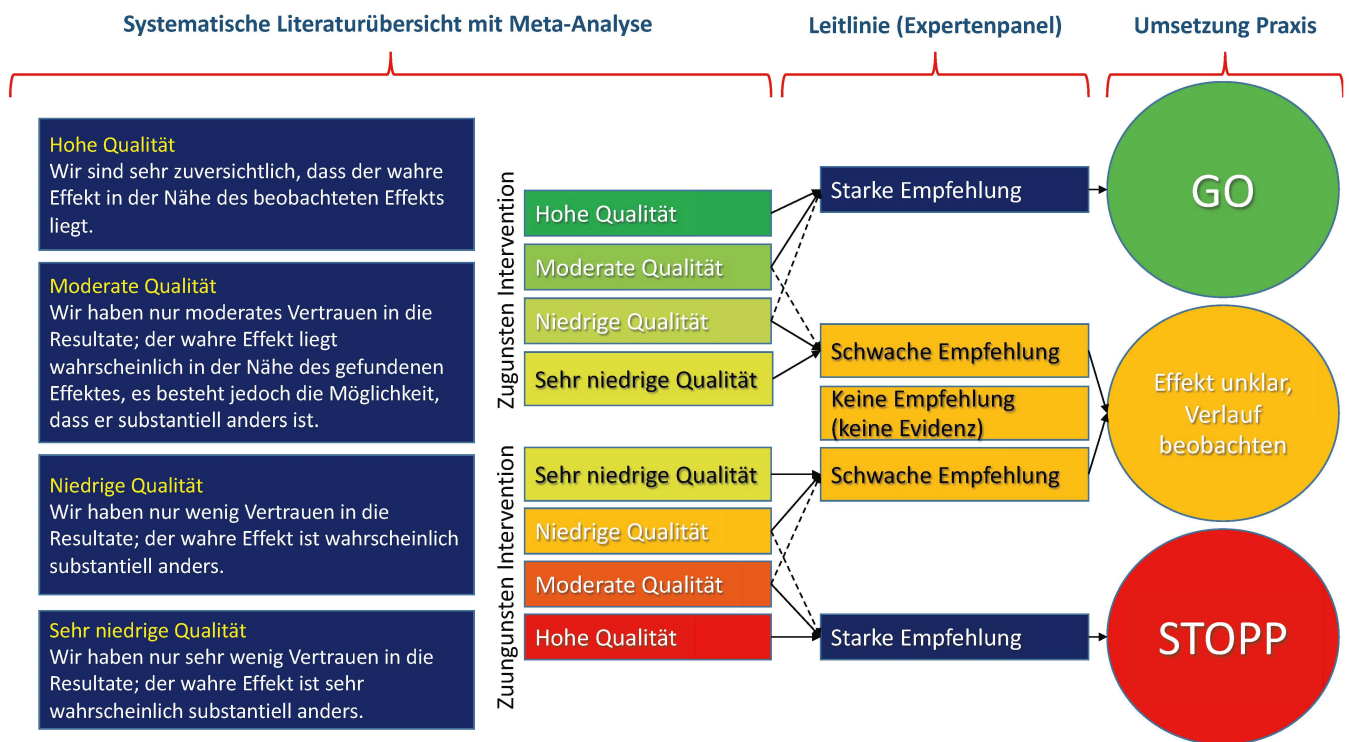 Systematische Literaturübersicht mit Meta-Analyse
Leitlinie (Expertenpanel)
Umsetzung Praxis
Hohe Qualität
Wir sind sehr zuversichtlich, dass der wahre
Effekt in der Nähe des beobachteten Effekts
liegt.
Moderate Qualität
Wir haben nur moderates Vertrauen in die
Resultate; der wahre Effekt liegt
wahrscheinlich in der Nähe des gefundenen
Effektes, es besteht jedoch die Möglichkeit,
dass er substantiell anders ist.
Niedrige Qualität
Wir haben nur wenig Vertrauen in die
Resultate; der wahre Effekt ist wahrscheinlich
substantiell anders.
Sehr niedrige Qualität
Wir haben nur sehr wenig Vertrauen in die
Resultate; der wahre Effekt ist sehr
wahrscheinlich substantiell anders.
Zugunsten Intervention
Hohe Qualität
Moderate Qualität
Niedrige Qualität
Sehr niedrige Qualität
Zuungunsten Intervention
Sehr niedrige Qualität
Niedrige Qualität
Moderate Qualität
Hohe Qualität
Starke Empfehlung
Schwache Empfehlung
Keine Empfehlung
(keine Evidenz)
Schwache Empfehlung
Starke Empfehlung
GO
Effekt unklar,
Verlauf
beobachten
STOPP